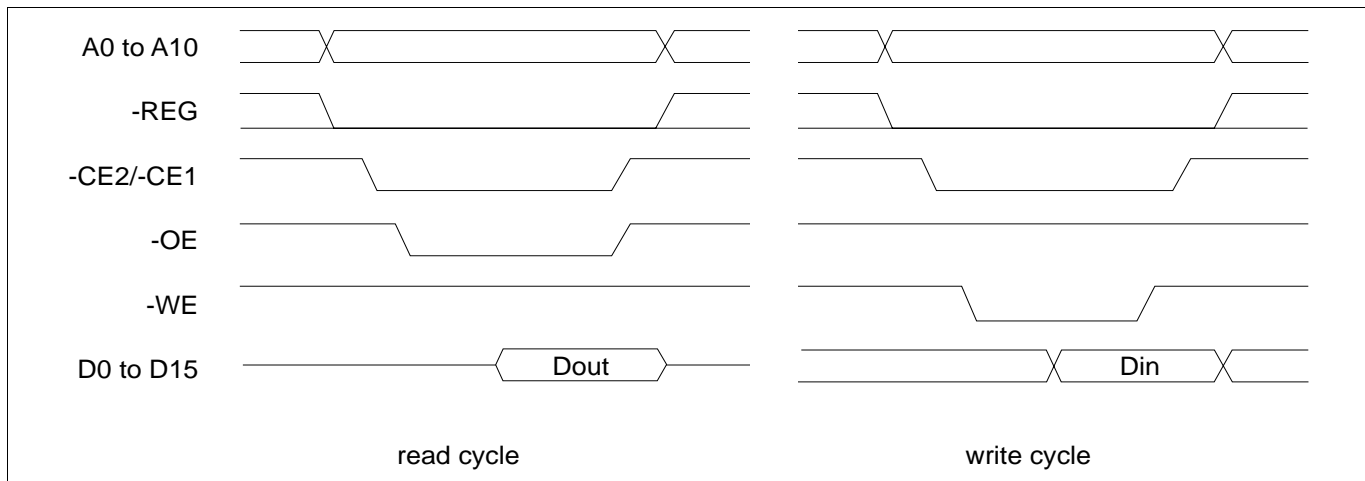 A0 to A10
-REG
-CE2/-CE1
-OE
-WE
D0 to D15 Dout Din
read cycle write cycle